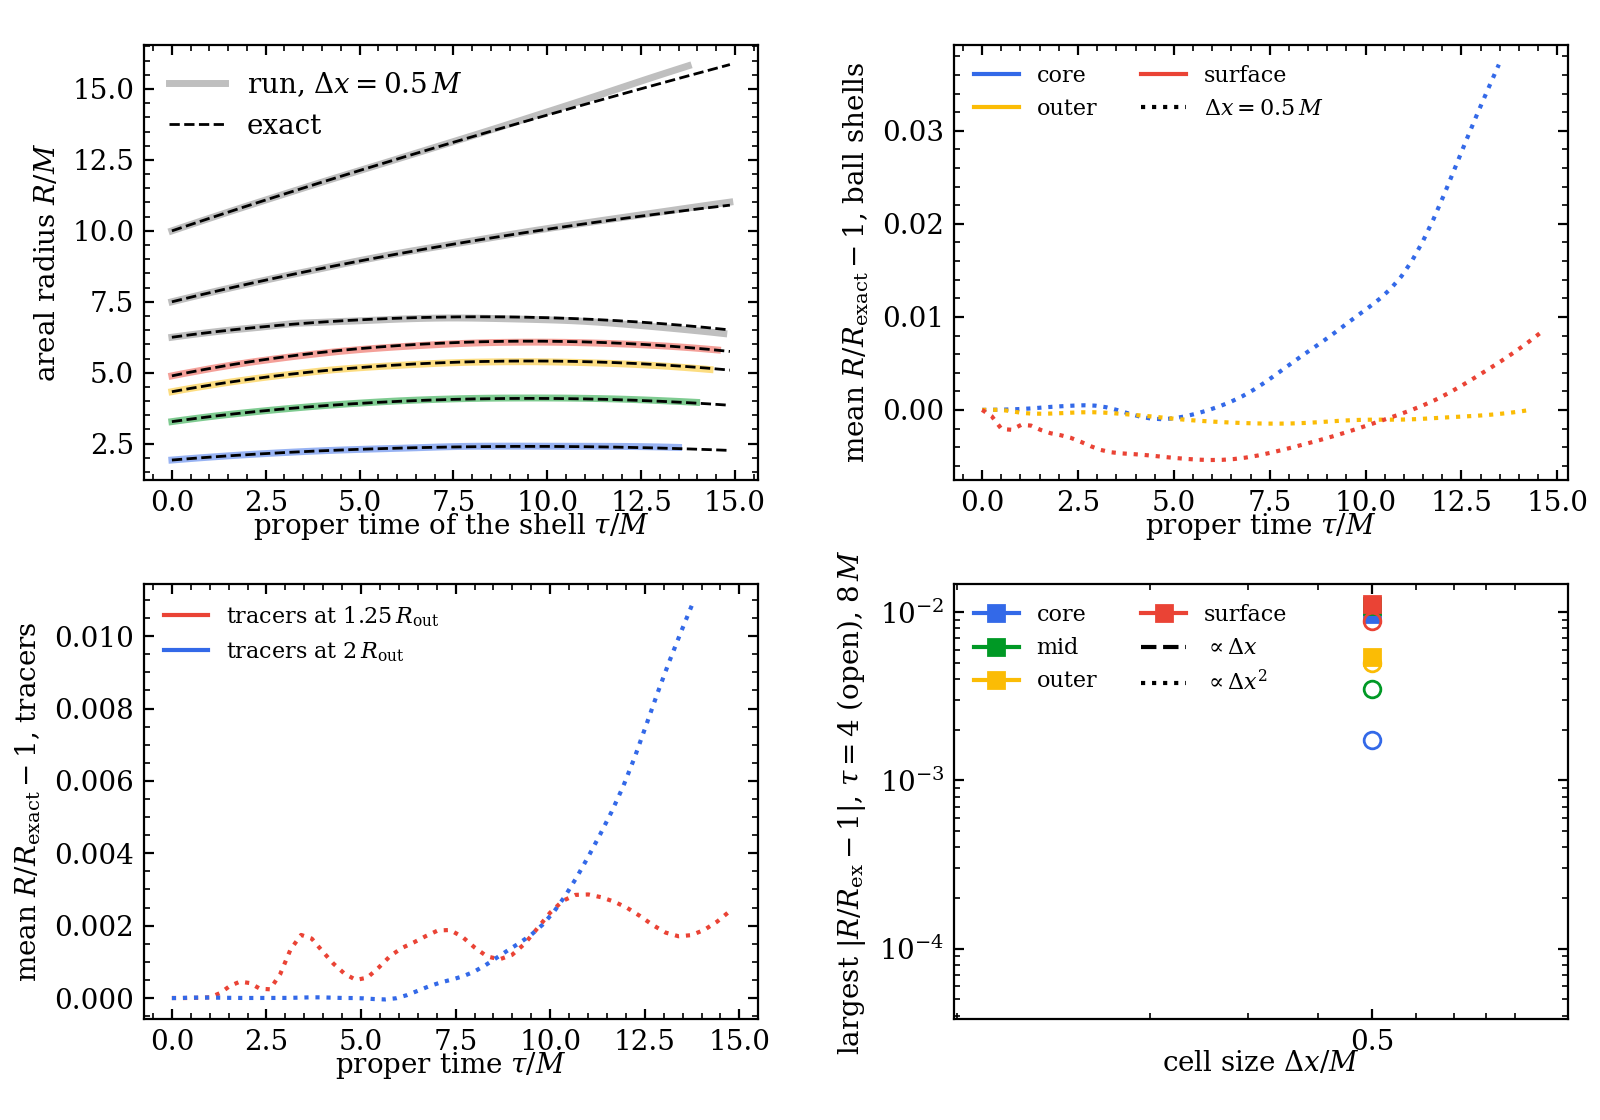 run, Δx = 0.5 M
exact
areal radius R/M
15.0
12.5
10.0
7.5
5.0
2.5
0.0 2.5 5.0 7.5 10.0 12.5 15.0
proper time of the shell τ/M
core surface
outer Δx = 0.5 M
mean R/R_exact − 1, ball shells
0.03
0.02
0.01
0.00
0.0 2.5 5.0 7.5 10.0 12.5 15.0
proper time τ/M
tracers at 1.25 R_out
tracers at 2 R_out
mean R/R_exact − 1, tracers
0.010
0.008
0.006
0.004
0.002
0.000
0.0 2.5 5.0 7.5 10.0 12.5 15.0
proper time τ/M
core surface
mid ∝ Δx
outer ∝ Δx²
largest |R/R_ex − 1|, τ = 4 (open), 8 M
10⁻²
10⁻³
10⁻⁴
0.5
cell size Δx/M